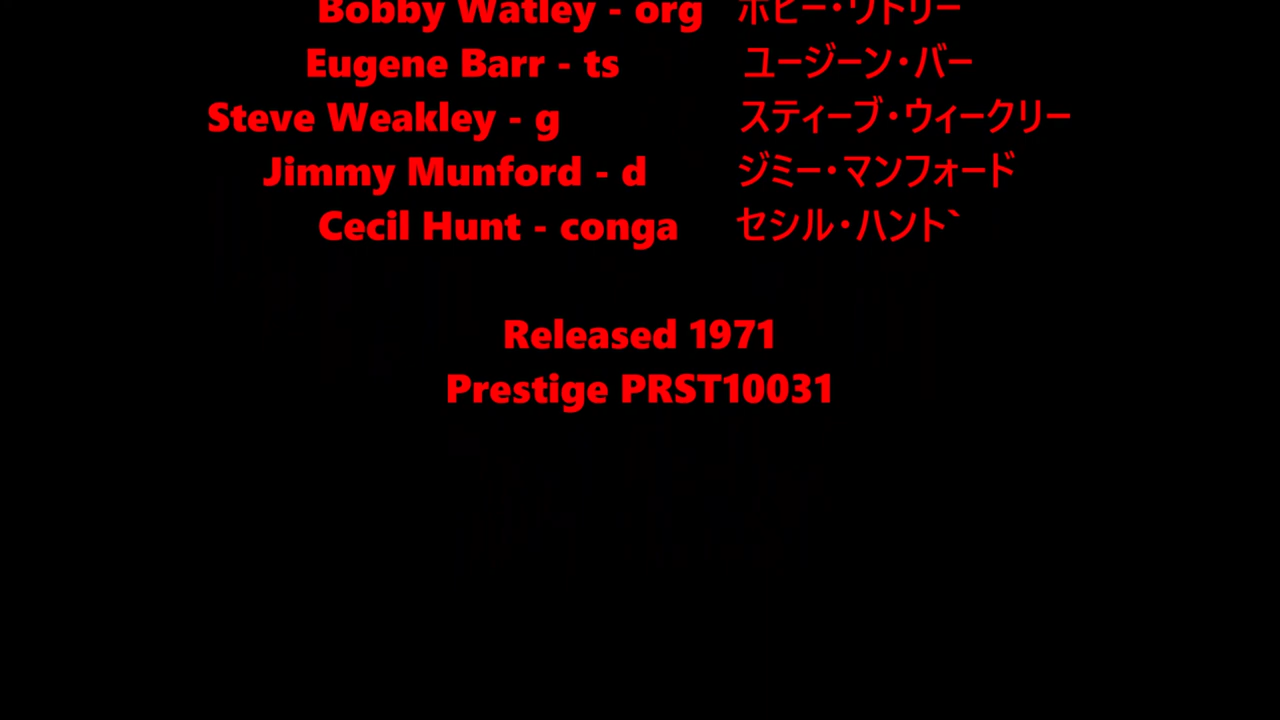 Bobby Watley - org ボビー・ワトリー
Eugene Barr - ts ユージーン・バー
Steve Weakley - g スティーブ・ウィークリー
Jimmy Munford - d ジミー・マンフォード
Cecil Hunt - conga セシル・ハント`
Released 1971
Prestige PRST10031